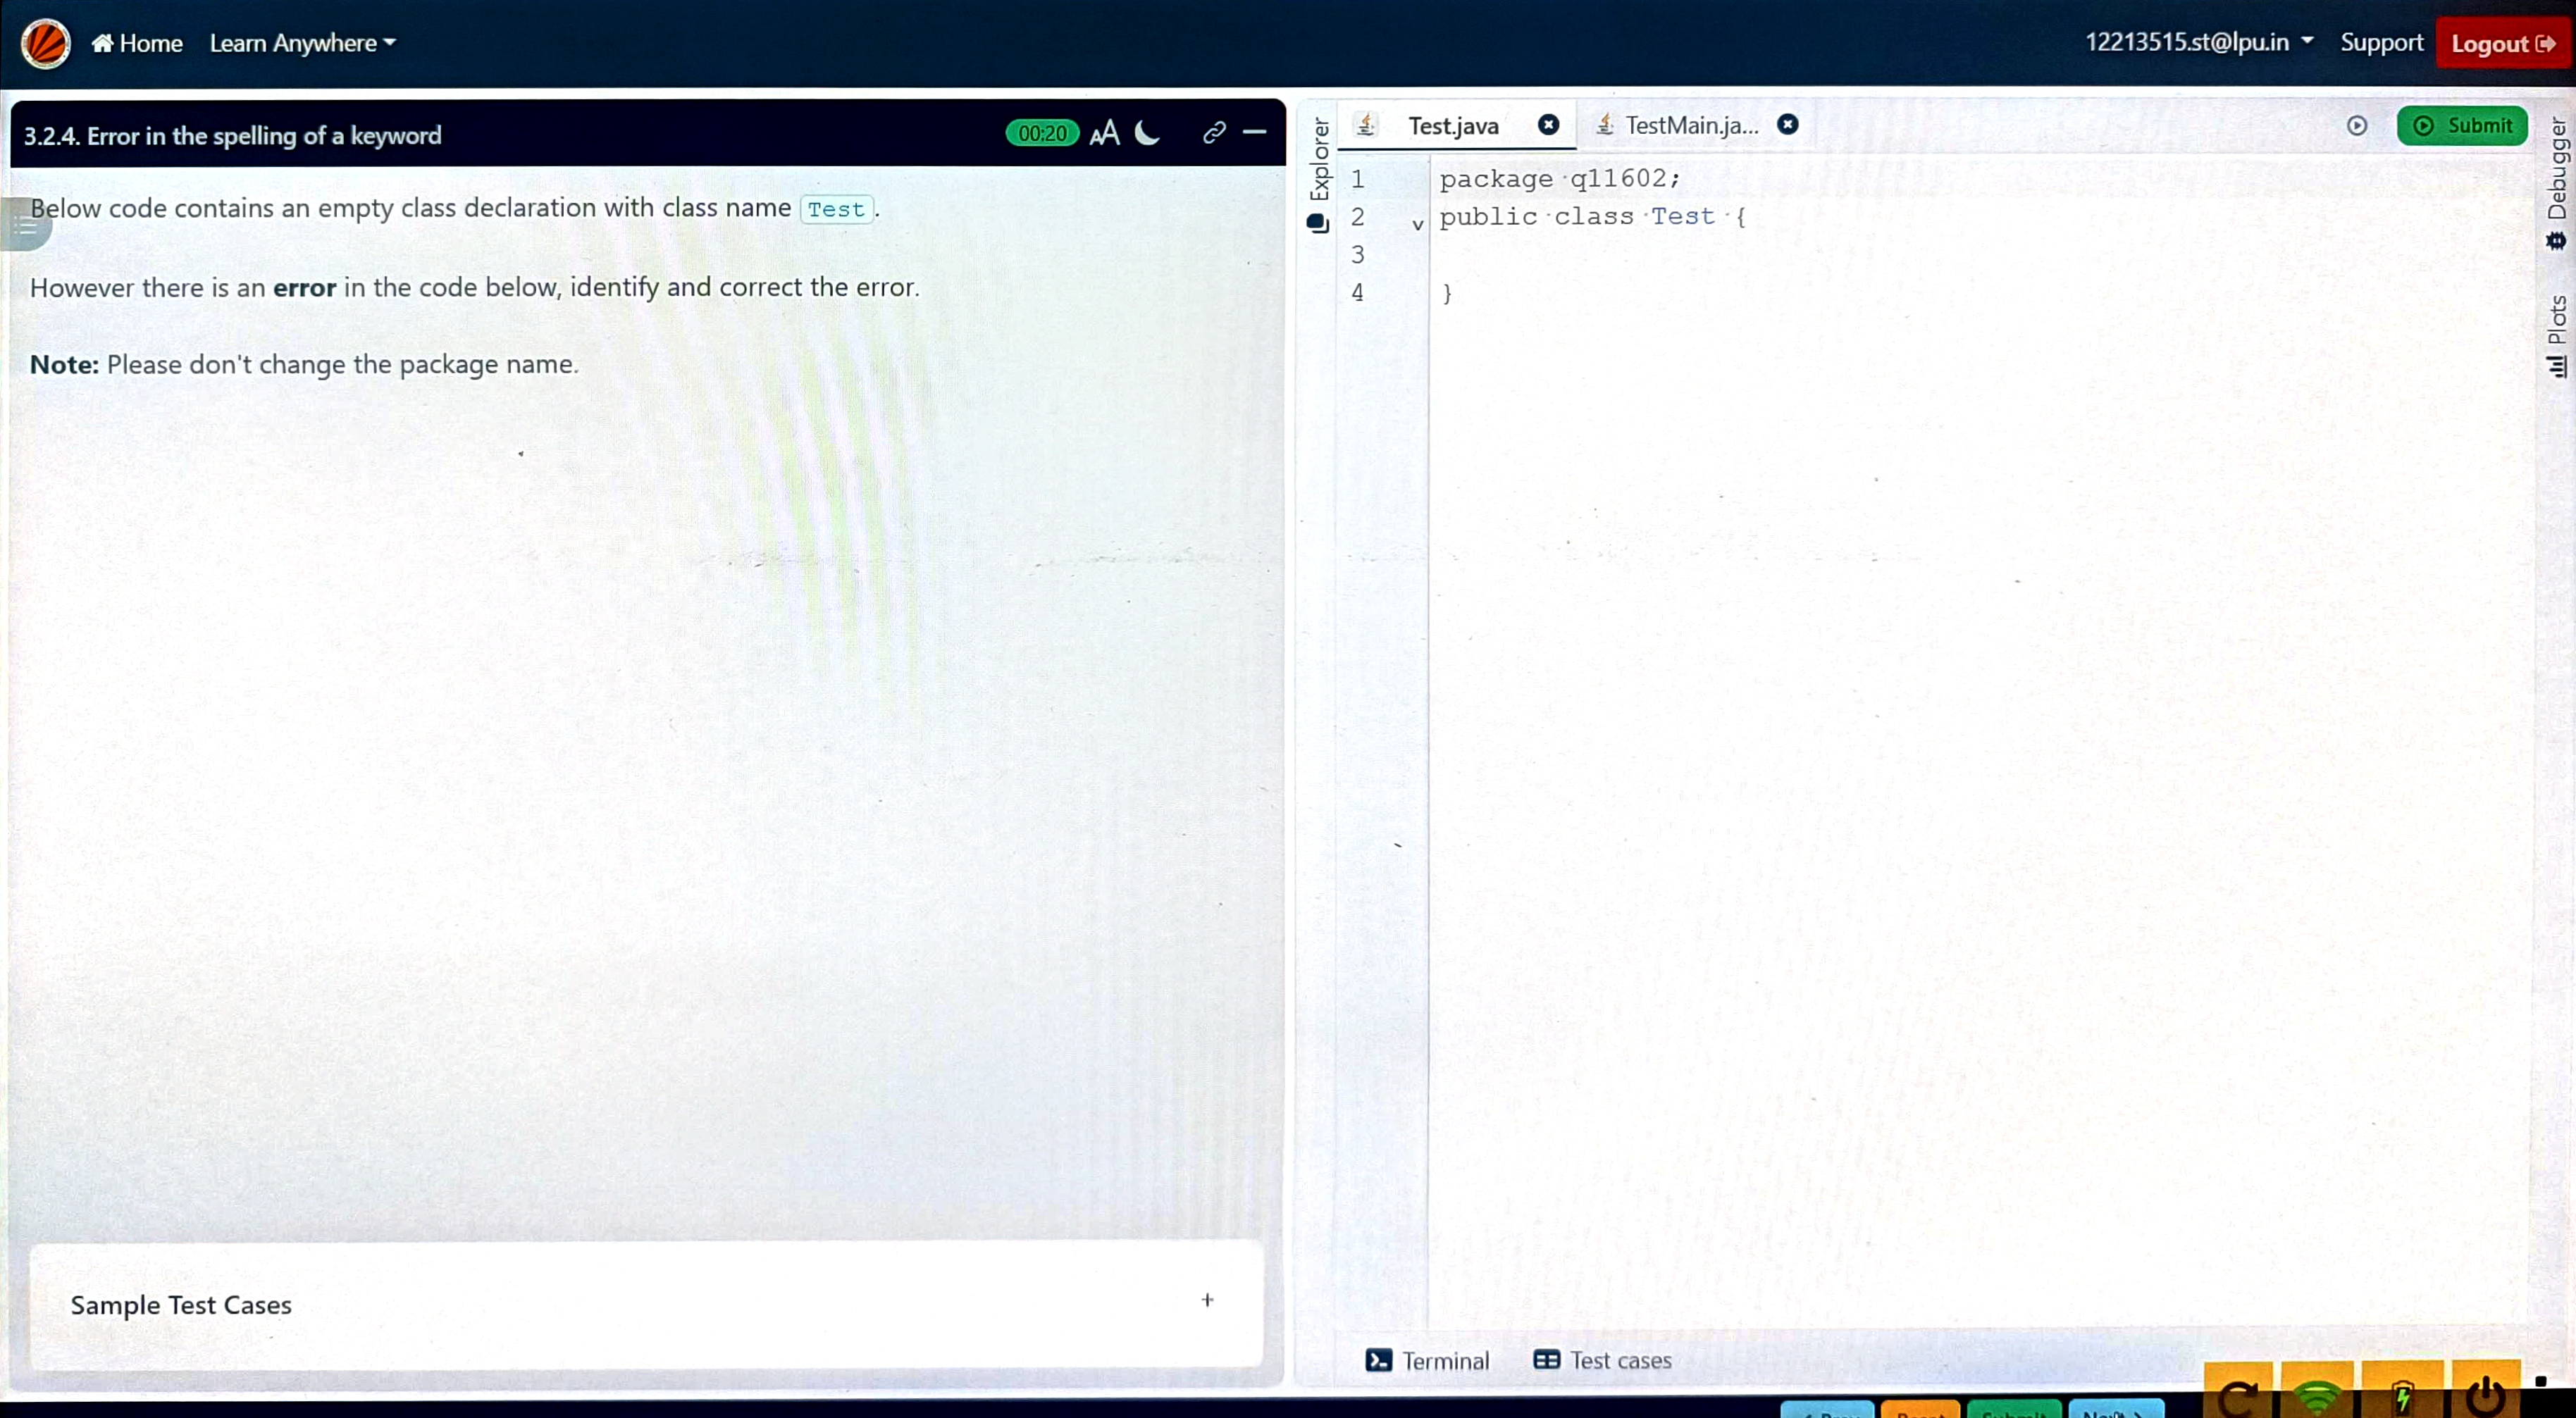 Home Learn Anywhere 12213515.st@lpu.in Support Logout
3.2.4. Error in the spelling of a keyword 00:20 AA
Below code contains an empty class declaration with class name Test.
However there is an error in the code below, identify and correct the error.
Note: Please don't change the package name.
Sample Test Cases +
Explorer
Test.java TestMain.ja... Submit
1 package q11602;
2 public class Test {
3
4 }
Debugger
Plots
Terminal Test cases